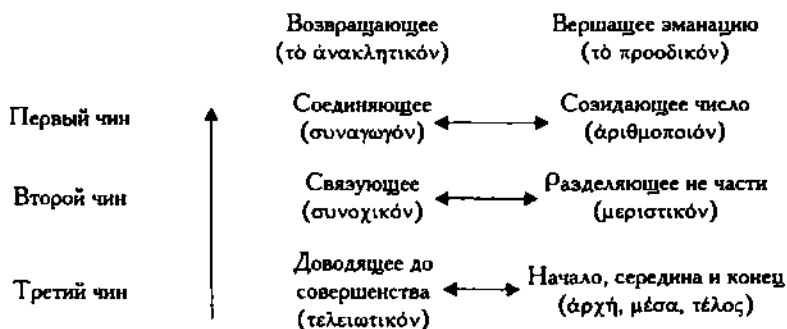 Возвращающее Вершащее эманацию
(τὸ ἀνακλητικόν) (τὸ προοδικόν)
Первый чин Соединяющее Созидающее число
(συναγωγόν) (ἀριθμοποιόν)
Второй чин Связующее Разделяющее не части
(συνοχικόν) (μεριστικόν)
Третий чин Доводящее до совершенства Начало, середина и конец
(τελειωτικόν) (ἀρχή, μέσα, τέλος)